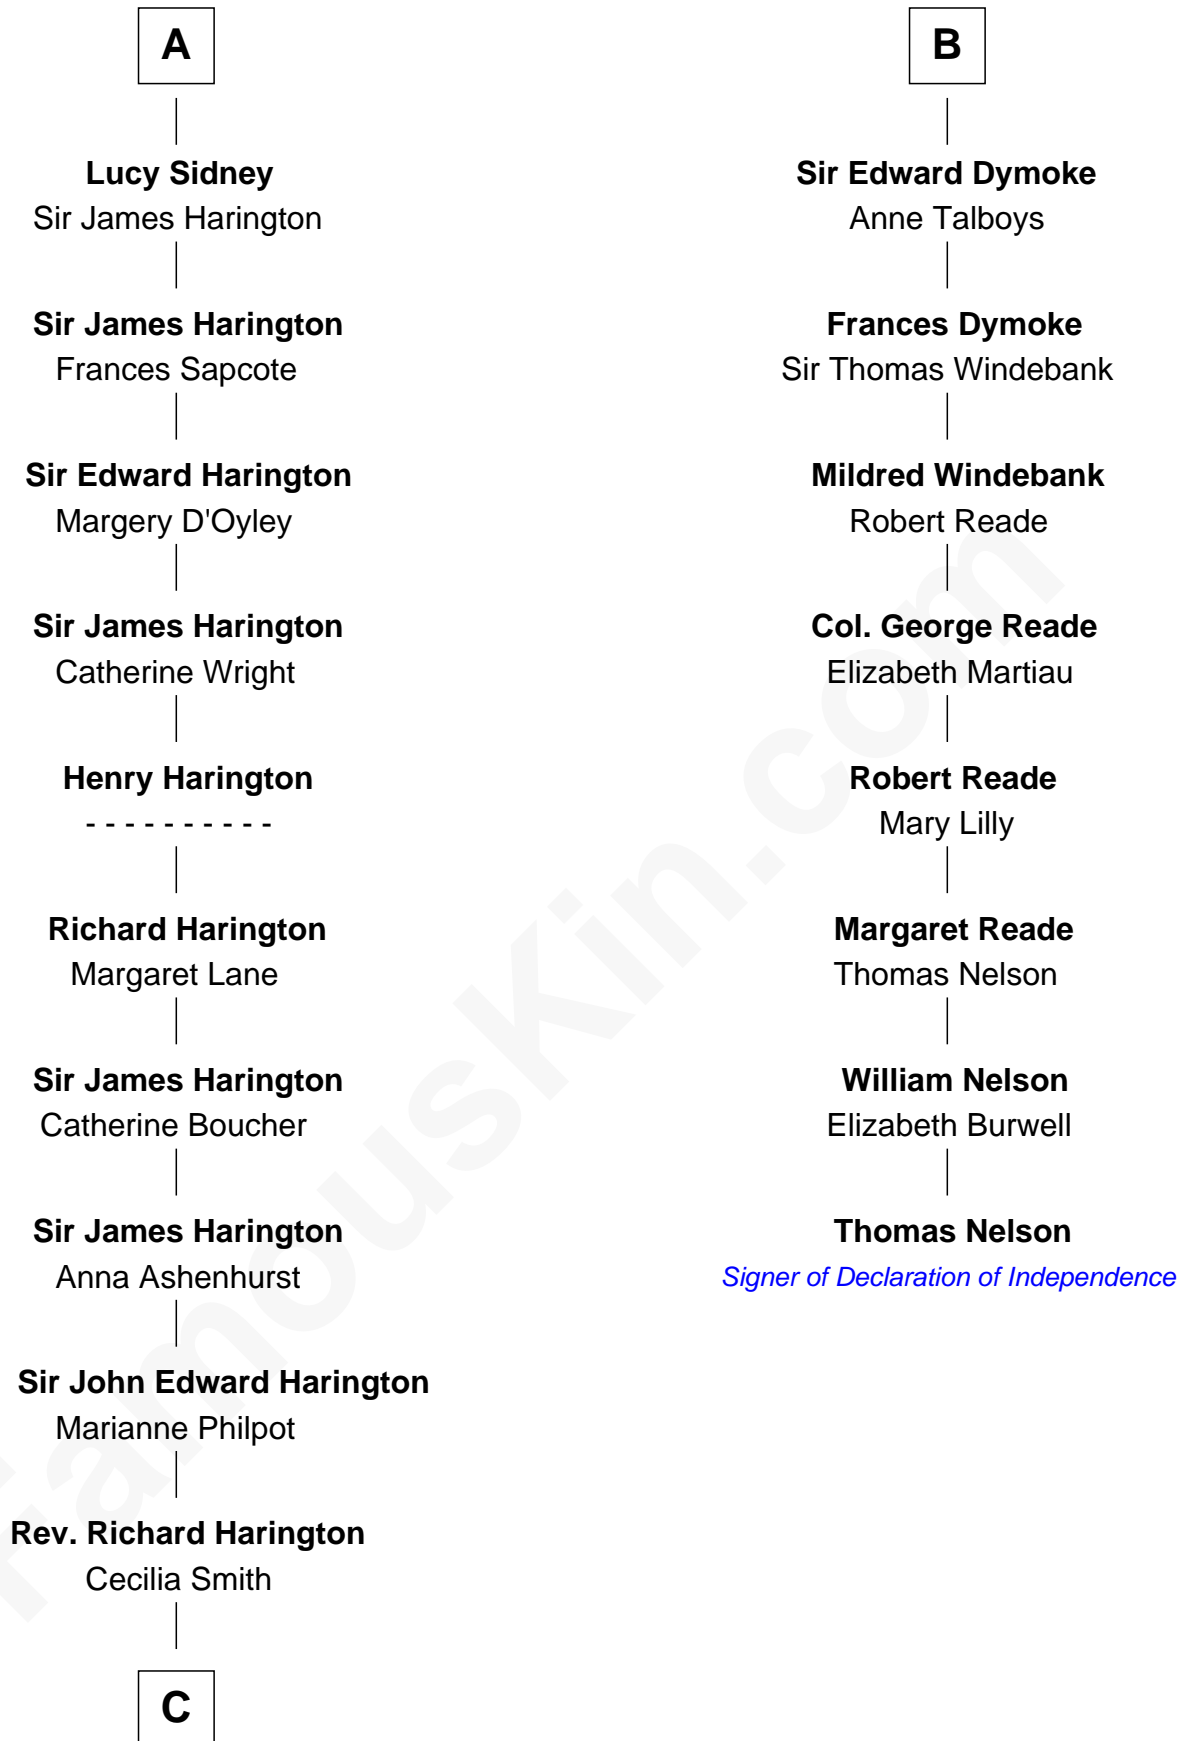 A
Lucy Sidney
Sir James Harington
Sir James Harington
Frances Sapcote
Sir Edward Harington
Margery D'Oyley
Sir James Harington
Catherine Wright
Henry Harington
- - - - - - - - - -
Richard Harington
Margaret Lane
Sir James Harington
Catherine Boucher
Sir James Harington
Anna Ashenhurst
Sir John Edward Harington
Marianne Philpot
Rev. Richard Harington
Cecilia Smith
C
B
Sir Edward Dymoke
Anne Talboys
Frances Dymoke
Sir Thomas Windebank
Mildred Windebank
Robert Reade
Col. George Reade
Elizabeth Martiau
Robert Reade
Mary Lilly
Margaret Reade
Thomas Nelson
William Nelson
Elizabeth Burwell
Thomas Nelson
Signer of Declaration of Independence
FamousKin.com